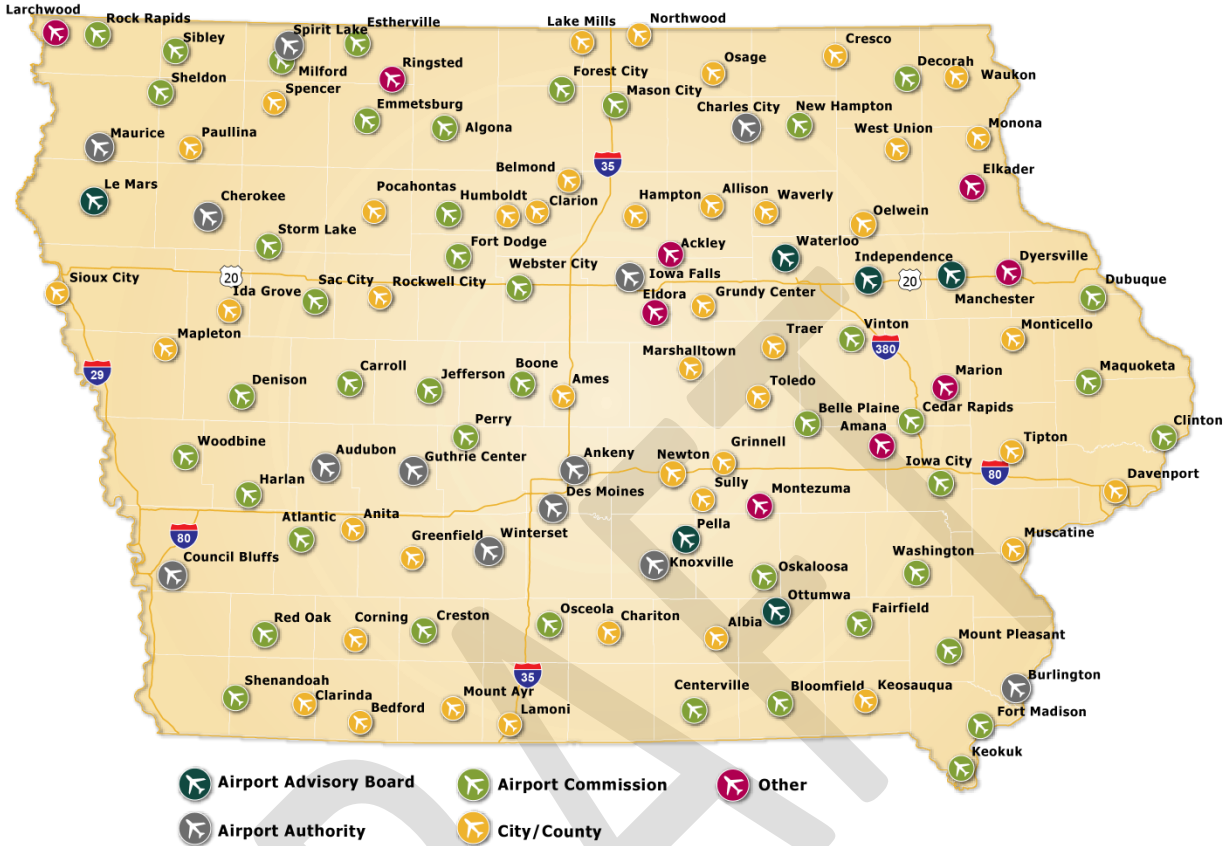 Larchwood
Rock Rapids
Sibley
Spirit Lake
Estherville
Lake Mills
Northwood
Cresco
Milford
Ringsted
Osage
Decorah
Waukon
Sheldon
Spencer
Forest City
Mason City
Emmetsburg
Algona
Charles City
New Hampton
Maurice
Paullina
West Union
Monona
Belmond
35
Elkader
Le Mars
Cherokee
Pocahontas
Humboldt
Clarion
Hampton
Allison
Waverly
Oelwein
Storm Lake
Fort Dodge
Ackley
Waterloo
Webster City
Iowa Falls
Independence
Dyersville
Sioux City
20
Ida Grove
Sac City
Rockwell City
Eldora
Grundy Center
20
Manchester
Dubuque
Mapleton
Traer
Vinton
380
Monticello
29
Denison
Carroll
Jefferson
Boone
Ames
Marshalltown
Toledo
Marion
Maquoketa
Perry
Belle Plaine
Cedar Rapids
Amana
Clinton
Woodbine
Audubon
Guthrie Center
Ankeny
Newton
Grinnell
Iowa City
Tipton
80
Davenport
Harlan
Des Moines
Sully
Montezuma
Atlantic
Anita
Greenfield
Winterset
Pella
80
Council Bluffs
Knoxville
Oskaloosa
Washington
Muscatine
Ottumwa
Red Oak
Corning
Creston
Osceola
Chariton
Albia
Fairfield
Mount Pleasant
35
Shenandoah
Clarinda
Bedford
Mount Ayr
Lamoni
Centerville
Bloomfield
Keosauqua
Burlington
Fort Madison
Keokuk
Airport Advisory Board
Airport Commission
Other
Airport Authority
City/County
DRAFT